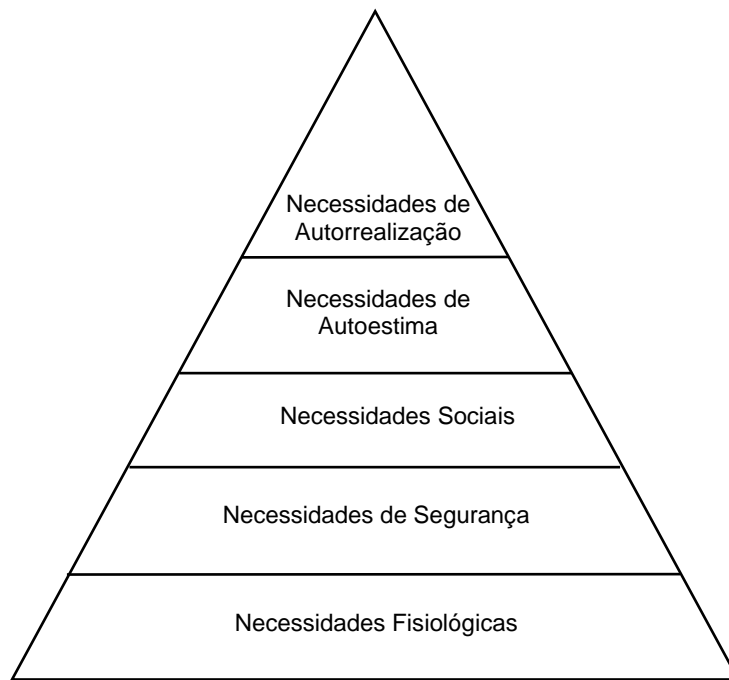 Necessidades de
Autorrealização
Necessidades de
Autoestima
Necessidades Sociais
Necessidades de Segurança
Necessidades Fisiológicas